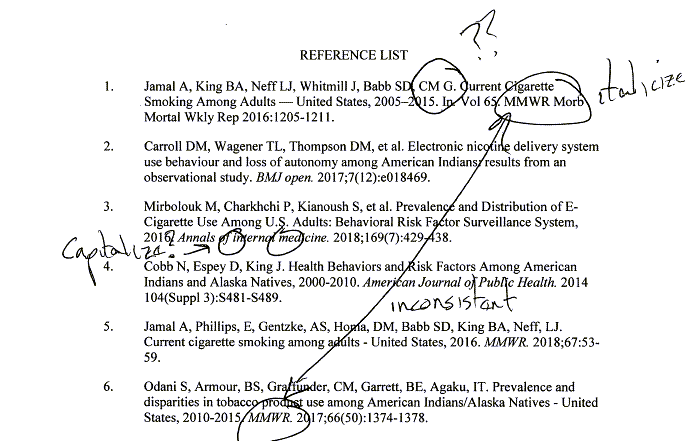 ??
REFERENCE LIST
1. Jamal A, King BA, Neff LJ, Whitmill J, Babb SD, CM G. Current Cigarette
Smoking Among Adults — United States, 2005–2015. In: Vol 65. MMWR Morb
italicize
Mortal Wkly Rep 2016:1205-1211.
2. Carroll DM, Wagener TL, Thompson DM, et al. Electronic nicotine delivery system
use behaviour and loss of autonomy among American Indians: results from an
observational study. BMJ open. 2017;7(12):e018469.
3. Mirbolouk M, Charkhchi P, Kianoush S, et al. Prevalence and Distribution of E-
Cigarette Use Among U.S. Adults: Behavioral Risk Factor Surveillance System,
2016. Annals of internal medicine. 2018;169(7):429-438.
Capitalize?
4. Cobb N, Espey D, King J. Health Behaviors and Risk Factors Among American
Indians and Alaska Natives, 2000-2010. American Journal of Public Health. 2014
104(Suppl 3):S481-S489.
inconsistant
5. Jamal A, Phillips, E, Gentzke, AS, Homa, DM, Babb SD, King BA, Neff, LJ.
Current cigarette smoking among adults - United States, 2016. MMWR. 2018;67:53-
59.
6. Odani S, Armour, BS, Graffunder, CM, Garrett, BE, Agaku, IT. Prevalence and
disparities in tobacco product use among American Indians/Alaska Natives - United
States, 2010-2015. MMWR. 2017;66(50):1374-1378.